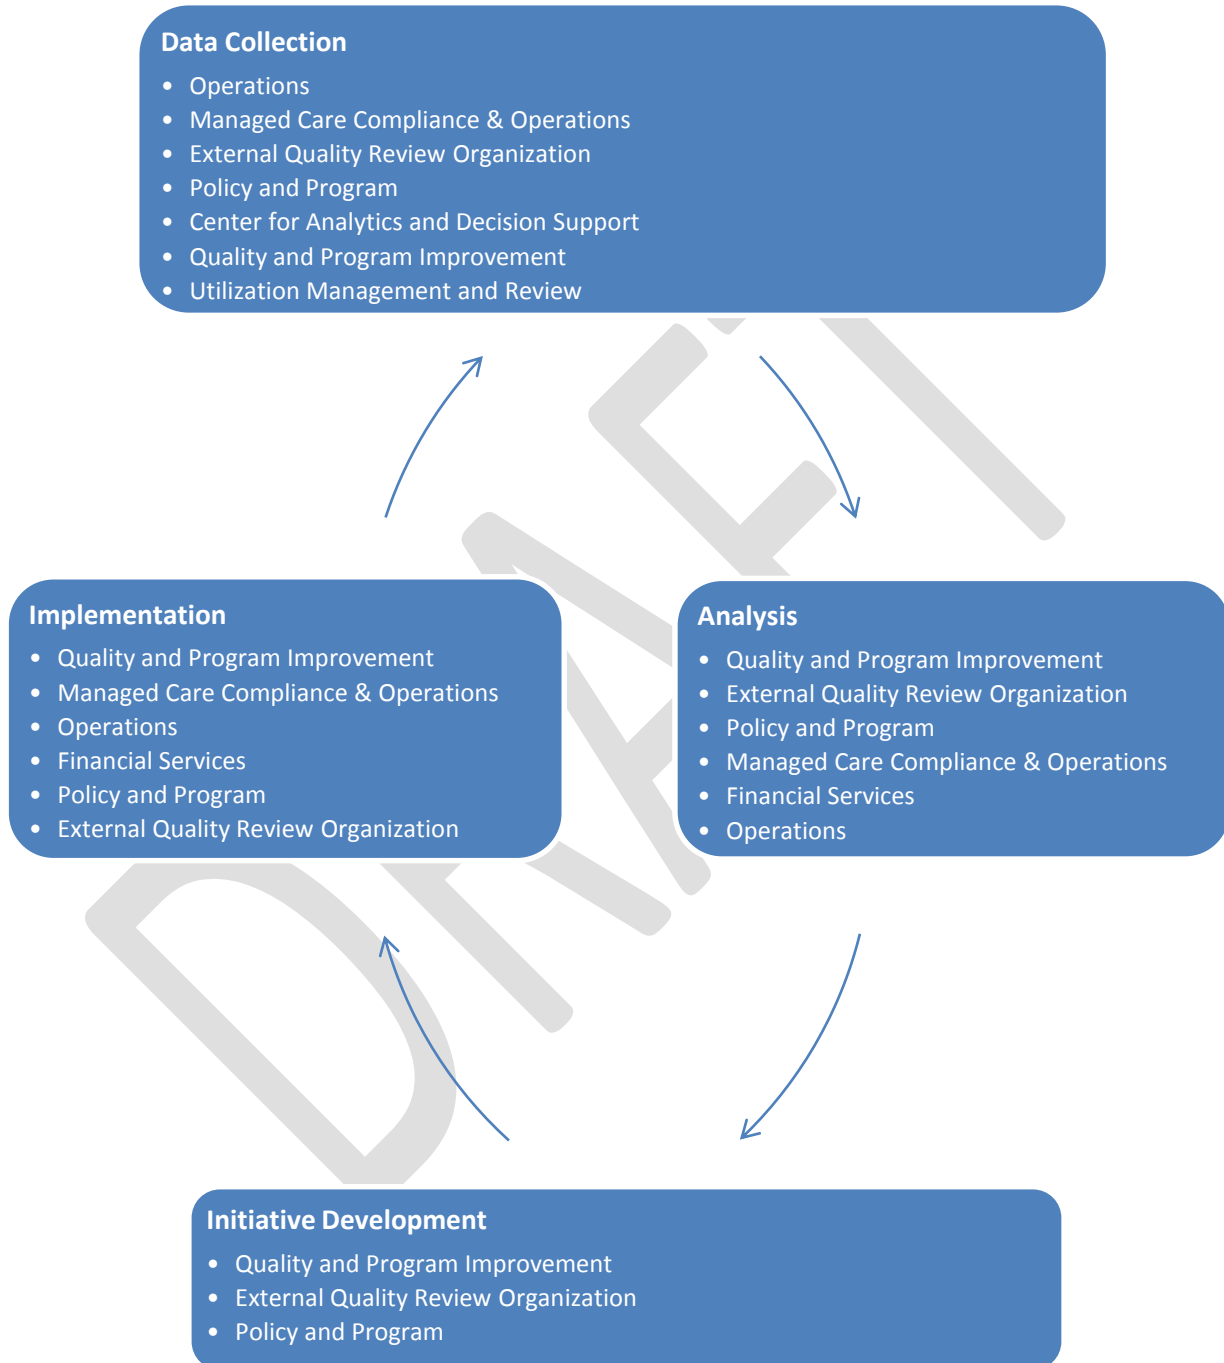 Data Collection
• Operations
• Managed Care Compliance & Operations
• External Quality Review Organization
• Policy and Program
• Center for Analytics and Decision Support
• Quality and Program Improvement
• Utilization Management and Review
Implementation
• Quality and Program Improvement
• Managed Care Compliance & Operations
• Operations
• Financial Services
• Policy and Program
• External Quality Review Organization
Analysis
• Quality and Program Improvement
• External Quality Review Organization
• Policy and Program
• Managed Care Compliance & Operations
• Financial Services
• Operations
Initiative Development
• Quality and Program Improvement
• External Quality Review Organization
• Policy and Program
DRAFT